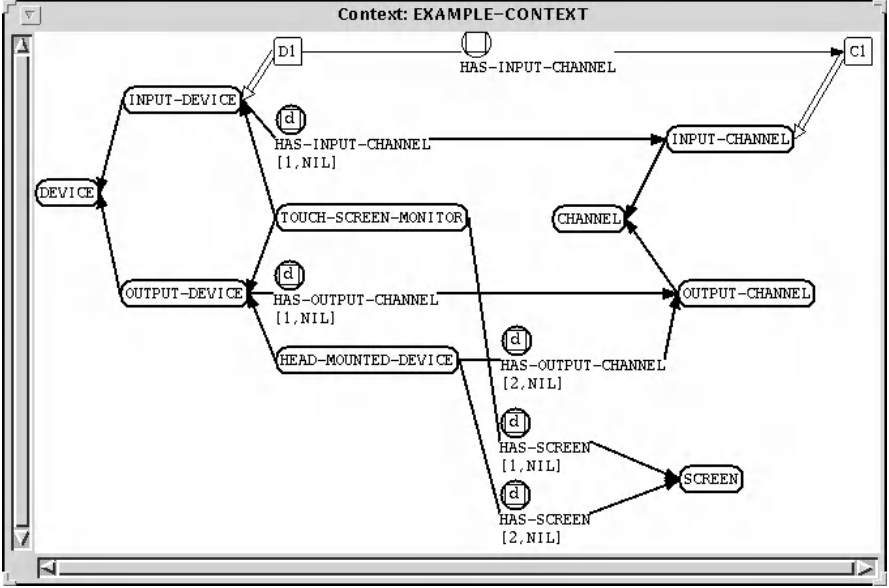 Context: EXAMPLE-CONTEXT
D1
C1
HAS-INPUT-CHANNEL
INPUT-DEVICE
d
HAS-INPUT-CHANNEL
[1,NIL]
INPUT-CHANNEL
DEVICE
TOUCH-SCREEN-MONITOR
CHANNEL
d
OUTPUT-DEVICE
HAS-OUTPUT-CHANNEL
[1,NIL]
OUTPUT-CHANNEL
d
HEAD-MOUNTED-DEVICE
HAS-OUTPUT-CHANNEL
[2,NIL]
d
HAS-SCREEN
[1,NIL]
SCREEN
d
HAS-SCREEN
[2,NIL]